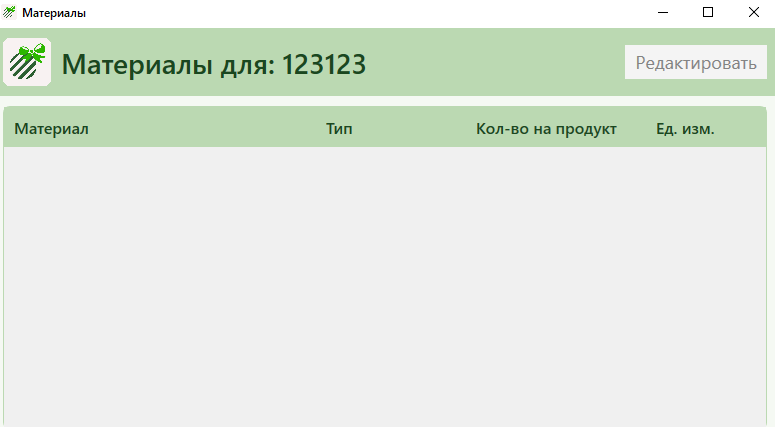 Материалы
Материалы для: 123123
Редактировать
Материал Тип Кол-во на продукт Ед. изм.